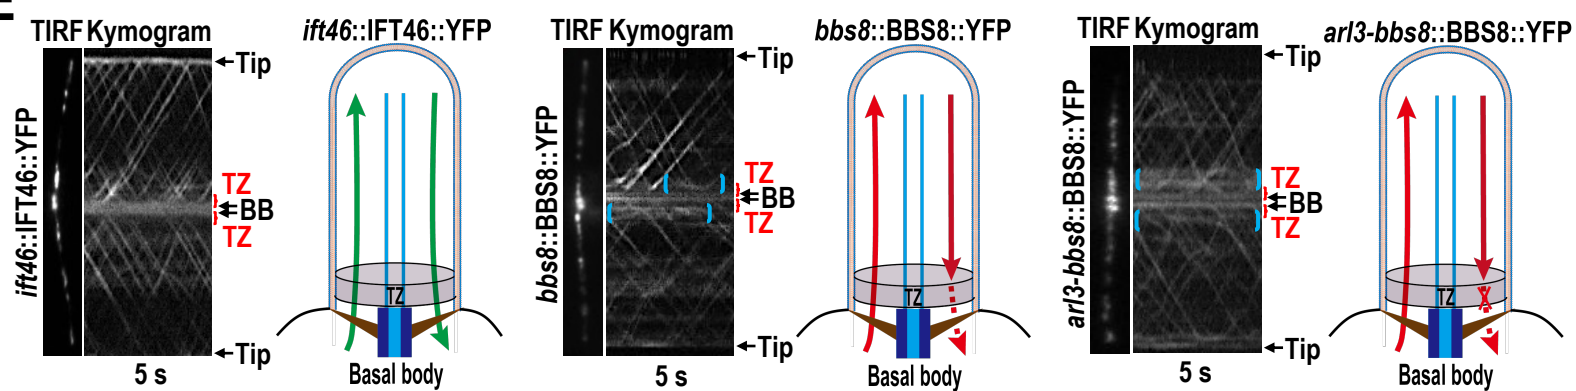 E
TIRF Kymogram
ift46::IFT46::YFP
ift46::IFT46::YFP
Tip
TZ
BB
TZ
Tip
5 s
TZ
Basal body
TIRF Kymogram
bbs8::BBS8::YFP
bbs8::BBS8::YFP
Tip
TZ
BB
TZ
Tip
5 s
TZ
Basal body
TIRF Kymogram
arl3-bbs8::BBS8::YFP
arl3-bbs8::BBS8::YFP
Tip
TZ
BB
TZ
Tip
5 s
TZ
X
Basal body